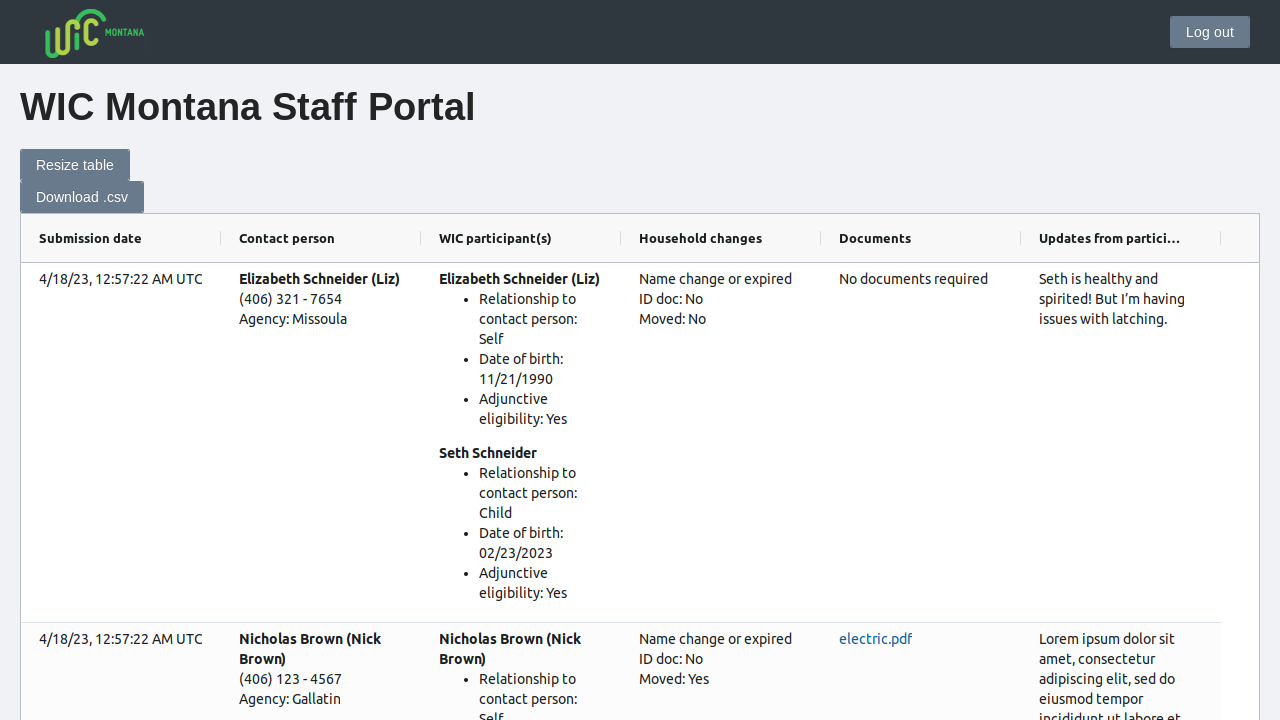 WIC MONTANA
Log out
WIC Montana Staff Portal
Resize table
Download .csv
Submission date
Contact person
WIC participant(s)
Household changes
Documents
Updates from partici…
4/18/23, 12:57:22 AM UTC
Elizabeth Schneider (Liz)
(406) 321 - 7654
Agency: Missoula
Elizabeth Schneider (Liz)
• Relationship to
contact person:
Self
• Date of birth:
11/21/1990
• Adjunctive
eligibility: Yes
Seth Schneider
• Relationship to
contact person:
Child
• Date of birth:
02/23/2023
• Adjunctive
eligibility: Yes
Name change or expired
ID doc: No
Moved: No
No documents required
Seth is healthy and
spirited! But I’m having
issues with latching.
4/18/23, 12:57:22 AM UTC
Nicholas Brown (Nick
Brown)
(406) 123 - 4567
Agency: Gallatin
Nicholas Brown (Nick
Brown)
• Relationship to
contact person:
Self
Name change or expired
ID doc: No
Moved: Yes
electric.pdf
Lorem ipsum dolor sit
amet, consectetur
adipiscing elit, sed do
eiusmod tempor
incididunt ut labore et